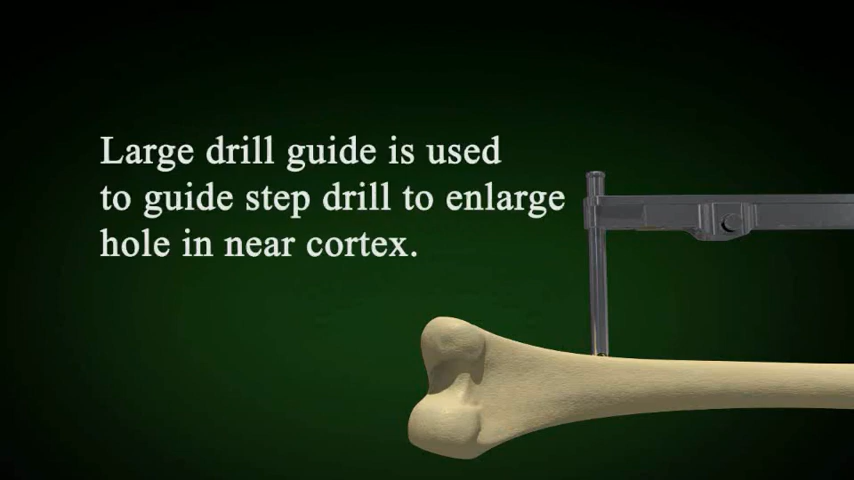 Large drill guide is used
to guide step drill to enlarge
hole in near cortex.